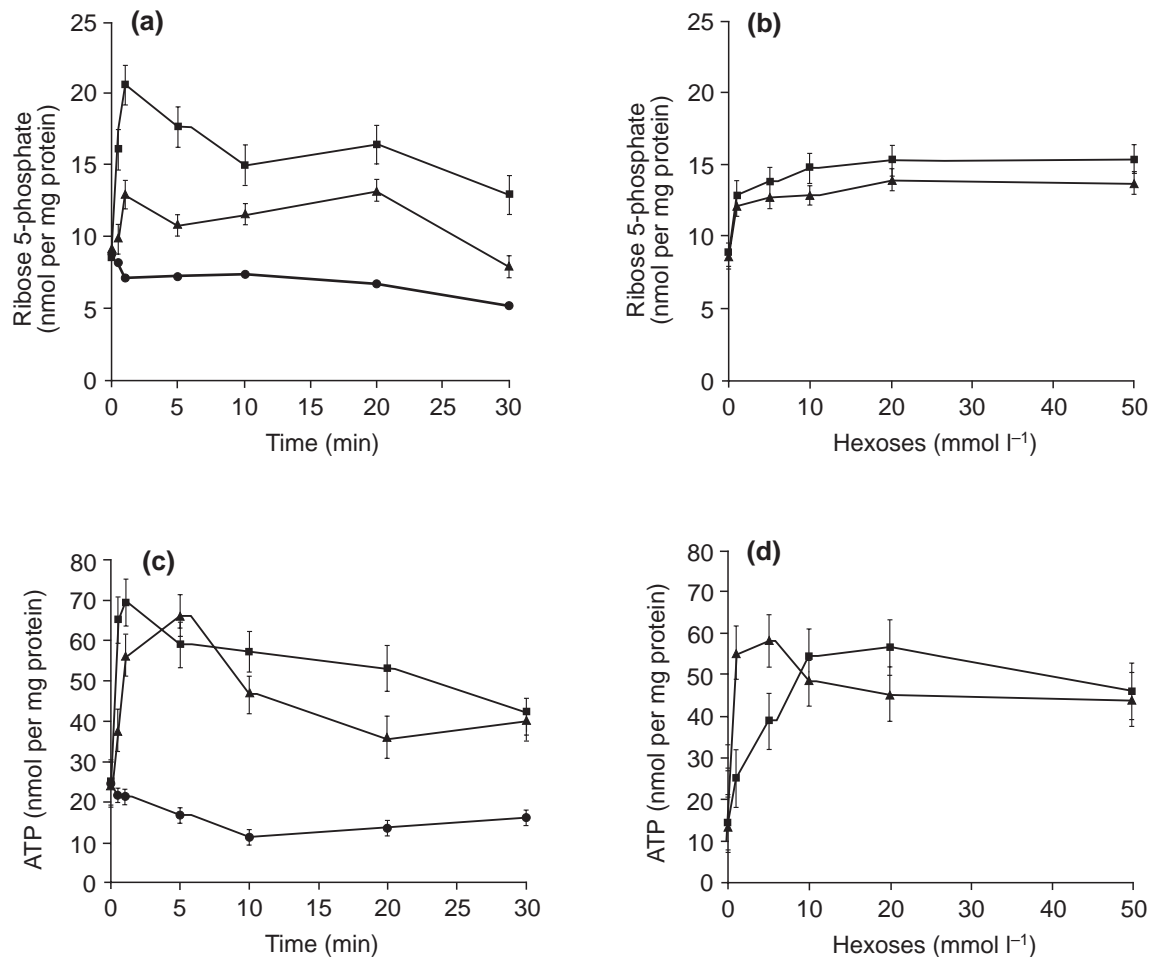 (a)
Ribose 5-phosphate
(nmol per mg protein)
25
20
15
10
5
0
0 5 10 15 20 25 30
Time (min)
(b)
Ribose 5-phosphate
(nmol per mg protein)
25
20
15
10
5
0
0 10 20 30 40 50
Hexoses (mmol l⁻¹)
(c)
ATP (nmol per mg protein)
80
70
60
50
40
30
20
10
0
0 5 10 15 20 25 30
Time (min)
(d)
ATP (nmol per mg protein)
80
70
60
50
40
30
20
10
0
0 10 20 30 40 50
Hexoses (mmol l⁻¹)